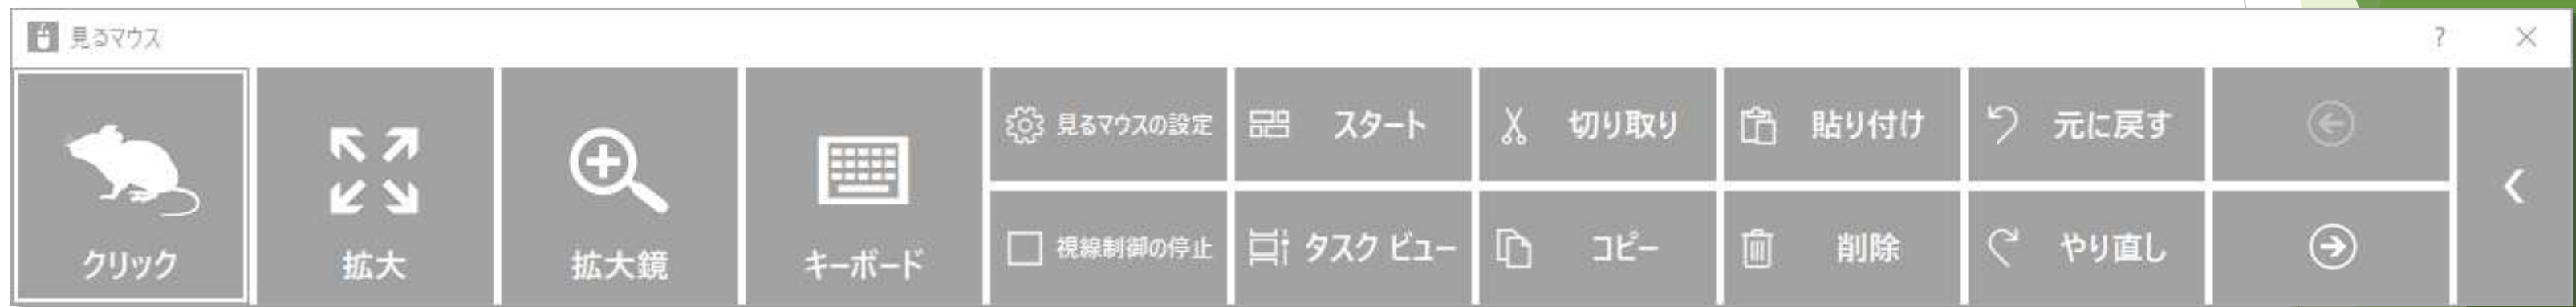 見るマウス ?
クリック
拡大
拡大鏡
キーボード
見るマウスの設定
視線制御の停止
スタート
タスク ビュー
切り取り
コピー
貼り付け
削除
元に戻す
やり直し